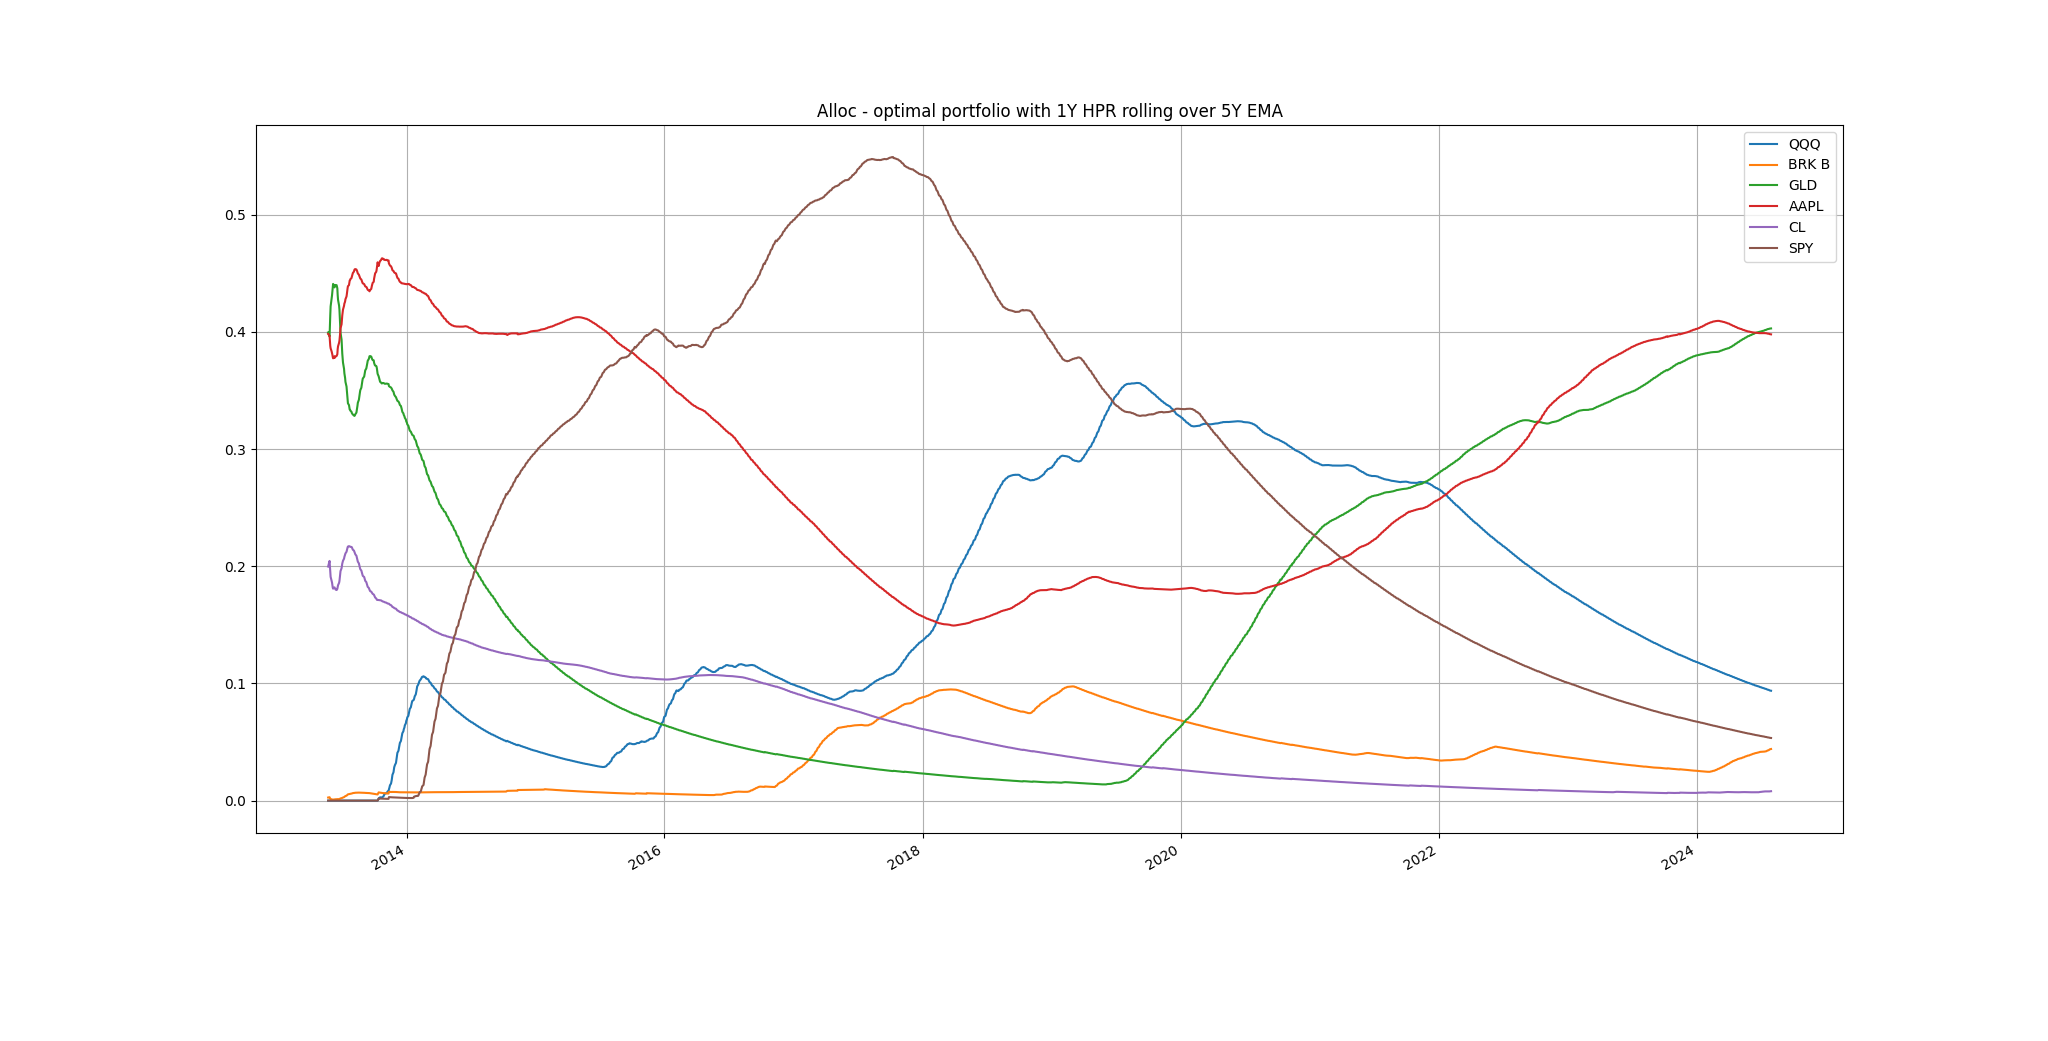 Alloc - optimal portfolio with 1Y HPR rolling over 5Y EMA
QQQ
BRK B
GLD
AAPL
CL
SPY
0.5
0.4
0.3
0.2
0.1
0.0
2014
2016
2018
2020
2022
2024